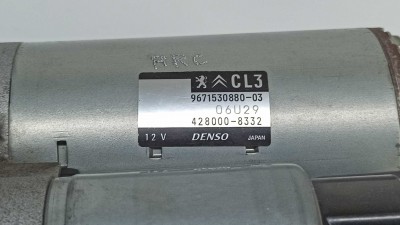 CL3
9671530880-03
06U29
428000-8332
12 V DENSO JAPAN